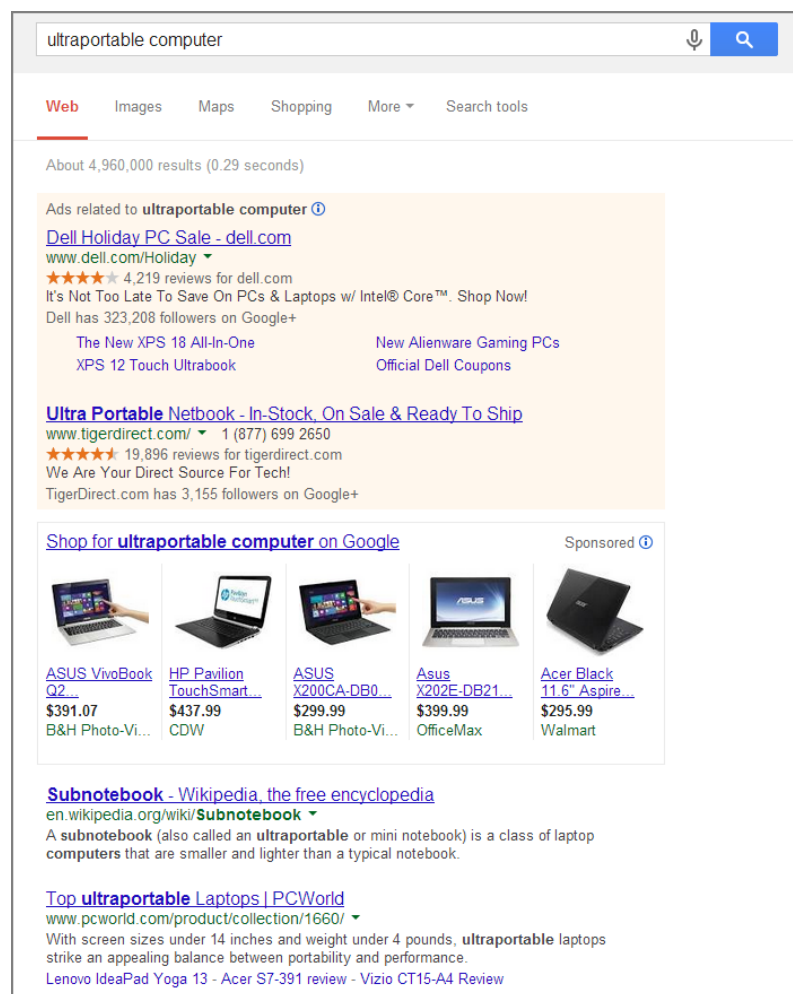 ultraportable computer
Web Images Maps Shopping More Search tools
About 4,960,000 results (0.29 seconds)
Ads related to ultraportable computer
Dell Holiday PC Sale - dell.com
www.dell.com/Holiday
4,219 reviews for dell.com
It's Not Too Late To Save On PCs & Laptops w/ Intel® Core™. Shop Now!
Dell has 323,208 followers on Google+
The New XPS 18 All-In-One New Alienware Gaming PCs
XPS 12 Touch Ultrabook Official Dell Coupons
Ultra Portable Netbook - In-Stock, On Sale & Ready To Ship
www.tigerdirect.com/ 1 (877) 699 2650
19,896 reviews for tigerdirect.com
We Are Your Direct Source For Tech!
TigerDirect.com has 3,155 followers on Google+
Shop for ultraportable computer on Google Sponsored
Pavilion
TouchSmart
ASUS
acer
ASUS VivoBook HP Pavilion ASUS Asus Acer Black
Q2... TouchSmart... X200CA-DB0... X202E-DB21... 11.6" Aspire...
$391.07 $437.99 $299.99 $399.99 $295.99
B&H Photo-Vi... CDW B&H Photo-Vi... OfficeMax Walmart
Subnotebook - Wikipedia, the free encyclopedia
en.wikipedia.org/wiki/Subnotebook
A subnotebook (also called an ultraportable or mini notebook) is a class of laptop
computers that are smaller and lighter than a typical notebook.
Top ultraportable Laptops | PCWorld
www.pcworld.com/product/collection/1660/
With screen sizes under 14 inches and weight under 4 pounds, ultraportable laptops
strike an appealing balance between portability and performance.
Lenovo IdeaPad Yoga 13 - Acer S7-391 review - Vizio CT15-A4 Review